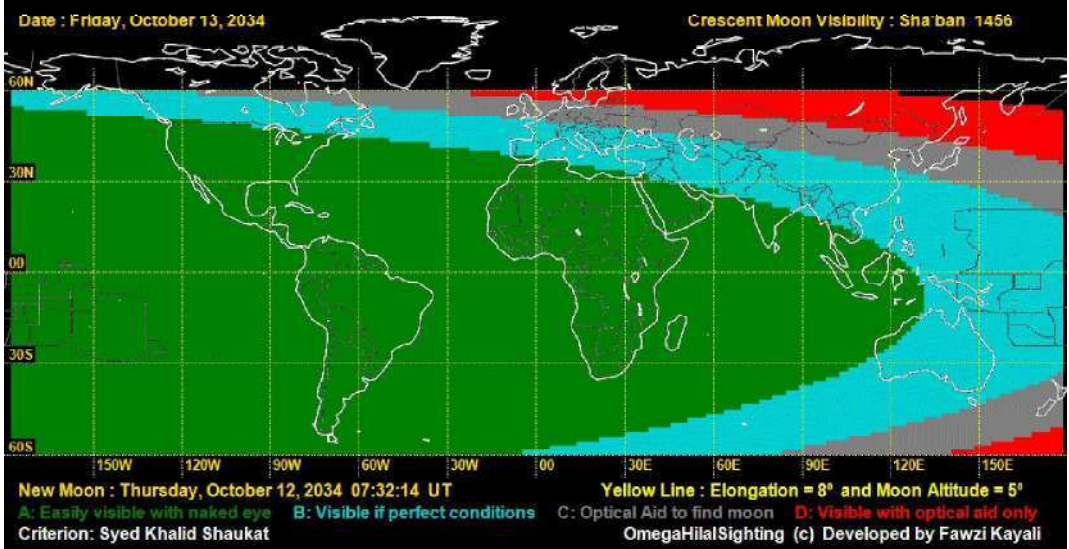 Date : Friday, October 13, 2034 Crescent Moon Visibility : Sha'ban 1456
60N
30N
00
30S
60S
150W 120W 90W 60W 30W 00E 30E 60E 90E 120E 150E
New Moon : Thursday, October 12, 2034 07:32:14 UT Yellow Line : Elongation = 8° and Moon Altitude = 5°
A: Easily visible with naked eye B: Visible if perfect conditions C: Optical Aid to find moon D: Visible with optical aid only
Criterion: Syed Khalid Shaukat OmegaHilalSighting (c) Developed by Fawzi Kayali